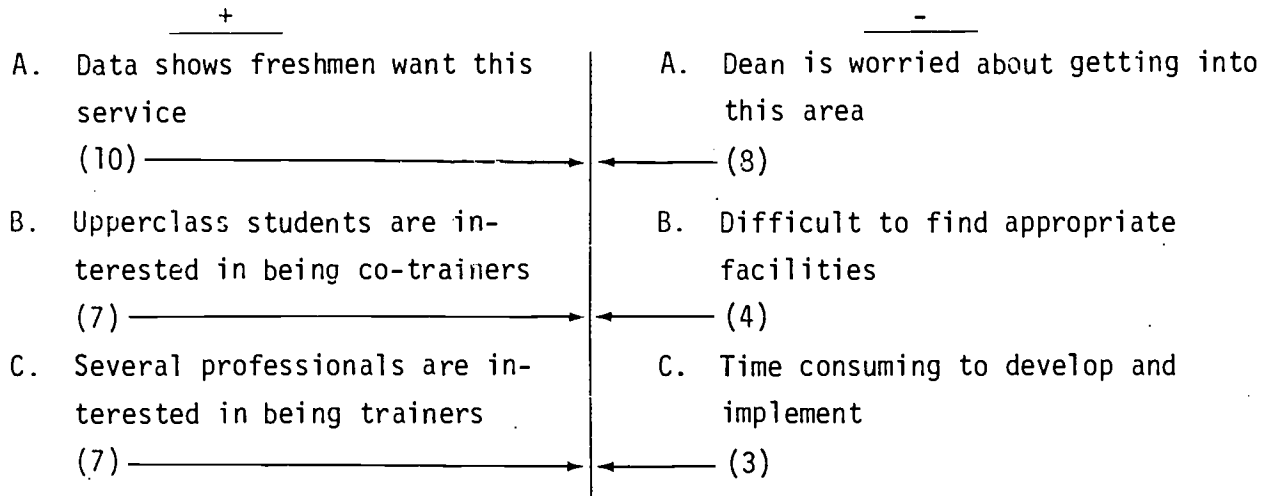 +
A. Data shows freshmen want this
service
(10)
B. Upperclass students are in-
terested in being co-trainers
(7)
C. Several professionals are in-
terested in being trainers
(7)
-
A. Dean is worried about getting into
this area
(8)
B. Difficult to find appropriate
facilities
(4)
C. Time consuming to develop and
implement
(3)